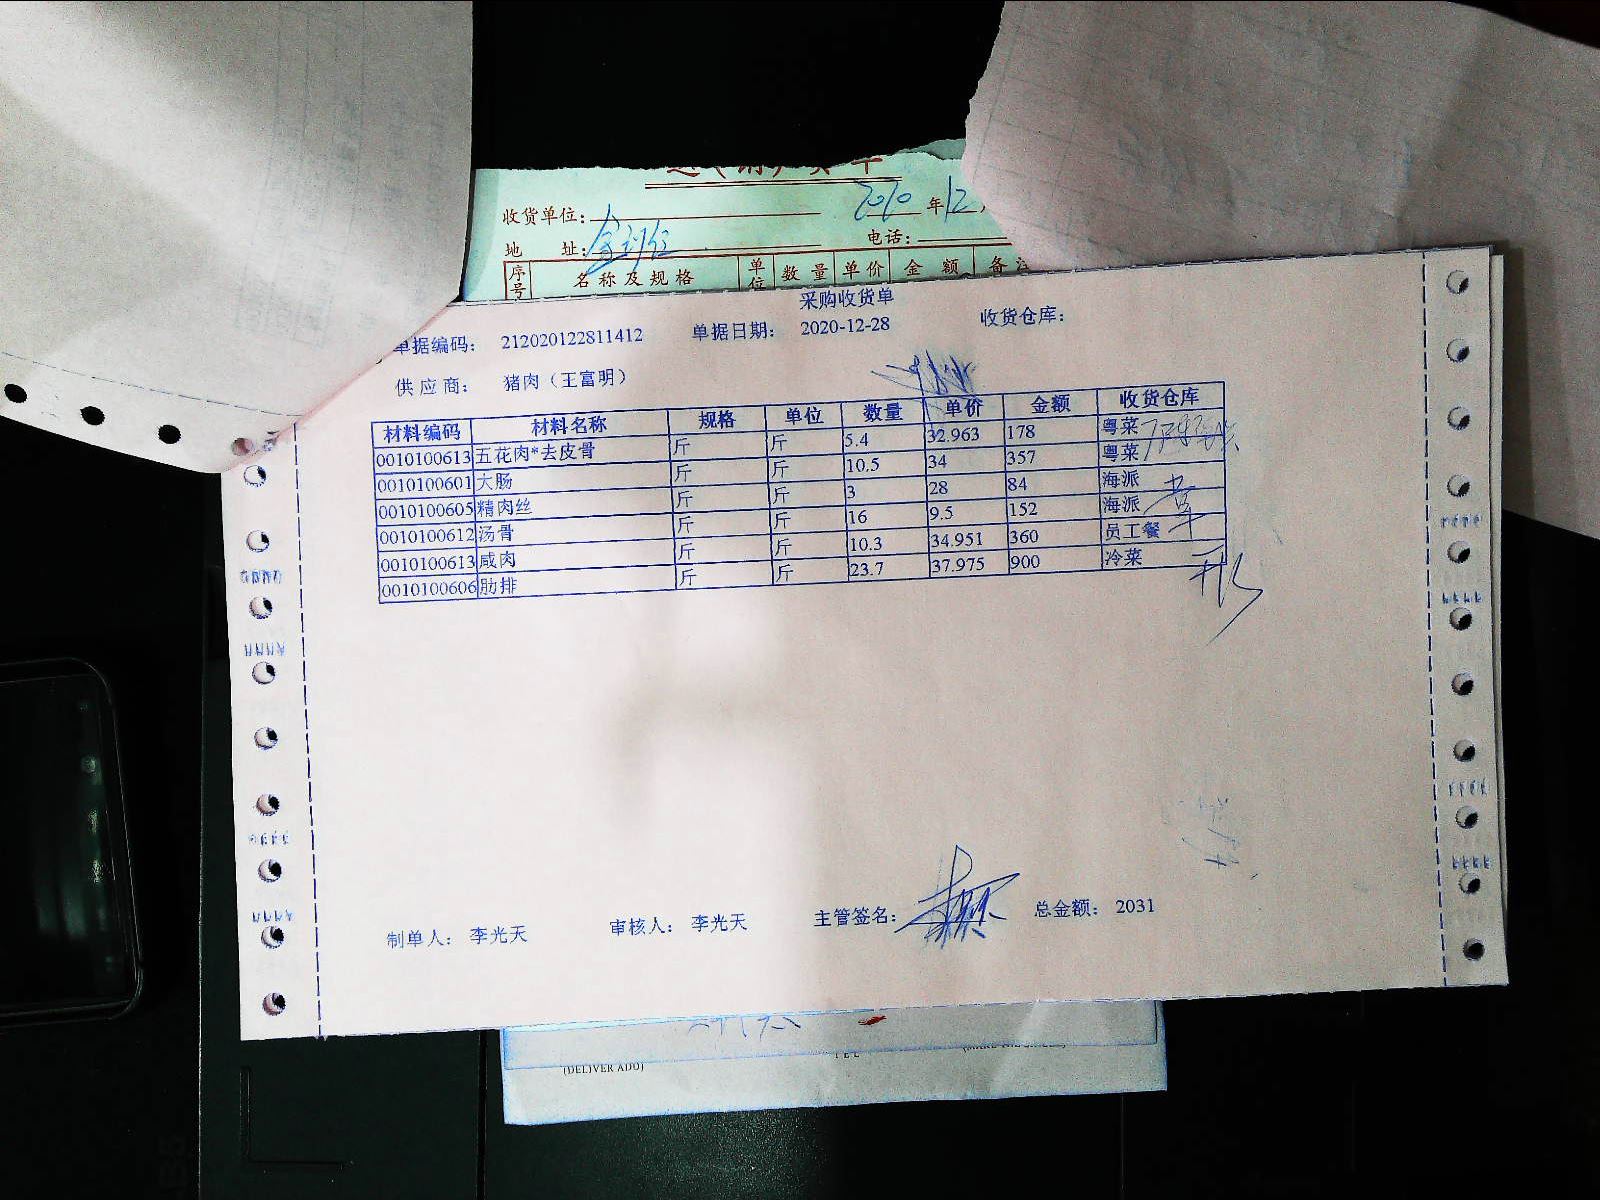 收货单位: 年12
地 址: 电话:
序号 名称及规格 单位 数量 单价 金额 备注
采购收货单
单据编码: 212020122811412 单据日期: 2020-12-28 收货仓库:
供应商: 猪肉（王富明）
材料编码 材料名称 规格 单位 数量 单价 金额 收货仓库
0010100613 五花肉*去皮骨 斤 斤 5.4 32.963 178 粤菜
0010100601 大肠 斤 斤 10.5 34 357 粤菜
0010100605 精肉丝 斤 斤 3 28 84 海派
0010100612 汤骨 斤 斤 16 9.5 152 海派
0010100613 咸肉 斤 斤 10.3 34.951 360 员工餐
0010100606 肋排 斤 斤 23.7 37.975 900 冷菜
制单人: 李光天 审核人: 李光天 主管签名: 总金额: 2031
(DELIVER ADD) TEL